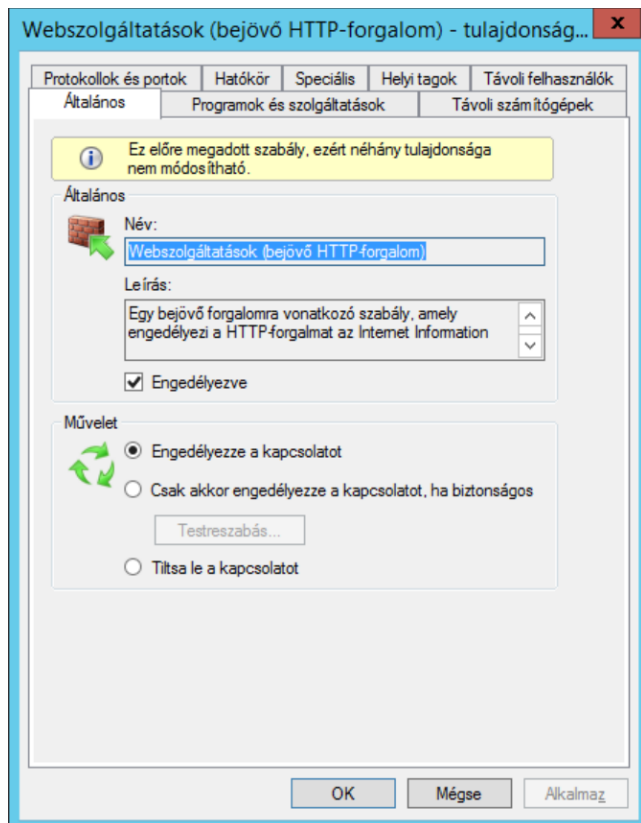 Webszolgáltatások (bejövő HTTP-forgalom) - tulajdonság...
x
Protokollok és portok Hatókör Speciális Helyi tagok Távoli felhasználók
Általános Programok és szolgáltatások Távoli számítógépek
Ez előre megadott szabály, ezért néhány tulajdonsága
nem módosítható.
Általános
Név:
Webszolgáltatások (bejövő HTTP-forgalom)
Leírás:
Egy bejövő forgalomra vonatkozó szabály, amely
engedélyezi a HTTP-forgalmat az Internet Information
Engedélyezve
Művelet
Engedélyezze a kapcsolatot
Csak akkor engedélyezze a kapcsolatot, ha biztonságos
Testreszabás...
Tiltsa le a kapcsolatot
OK Mégse Alkalmaz